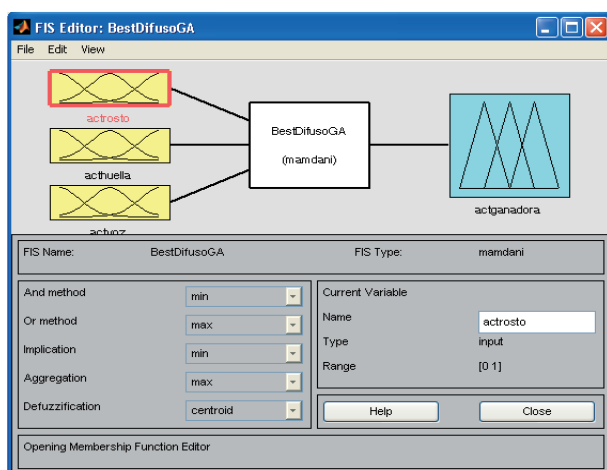 FIS Editor: BestDifusoGA
File Edit View
actrosto
acthuella
actvoz
BestDifusoGA
(mamdani)
actganadora
FIS Name: BestDifusoGA FIS Type: mamdani
And method min
Or method max
Implication min
Aggregation max
Defuzzification centroid
Current Variable
Name actrosto
Type input
Range [0 1]
Help Close
Opening Membership Function Editor